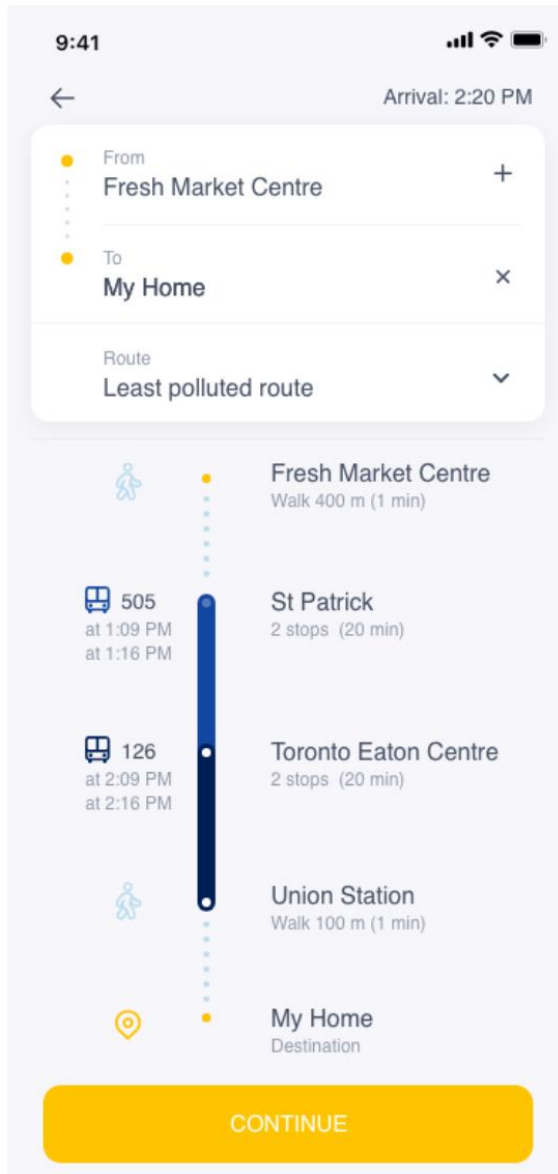 9:41
Arrival: 2:20 PM
From
Fresh Market Centre
To
My Home
Route
Least polluted route
Fresh Market Centre
Walk 400 m (1 min)
505
at 1:09 PM
at 1:16 PM
St Patrick
2 stops (20 min)
126
at 2:09 PM
at 2:16 PM
Toronto Eaton Centre
2 stops (20 min)
Union Station
Walk 100 m (1 min)
My Home
Destination
CONTINUE